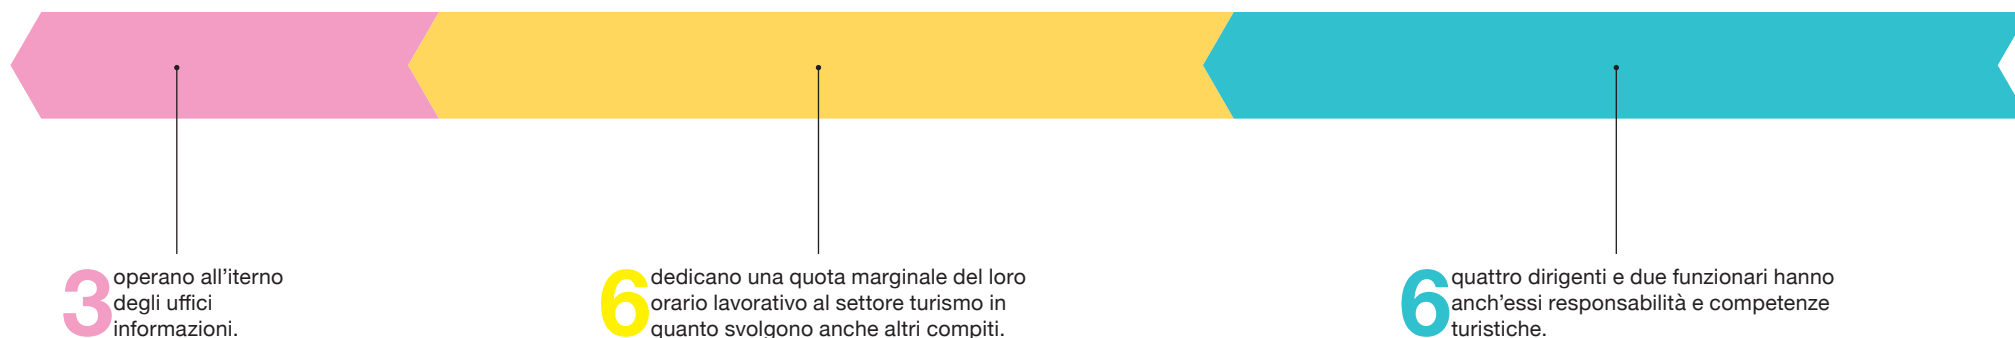 3 operano all’iterno
degli uffici
informazioni.
6 dedicano una quota marginale del loro
orario lavorativo al settore turismo in
quanto svolgono anche altri compiti.
6 quattro dirigenti e due funzionari hanno
anch’essi responsabilità e competenze
turistiche.